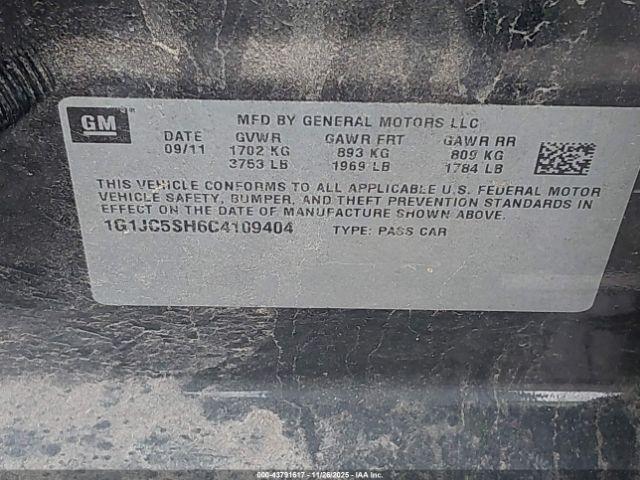 GM
MFD BY GENERAL MOTORS LLC
DATE GVWR GAWR FRT GAWR RR
09/11 1702 KG 893 KG 809 KG
3753 LB 1969 LB 1784 LB
THIS VEHICLE CONFORMS TO ALL APPLICABLE U.S. FEDERAL MOTOR
VEHICLE SAFETY, BUMPER, AND THEFT PREVENTION STANDARDS IN
EFFECT ON THE DATE OF MANUFACTURE SHOWN ABOVE.
1G1JC5SH6C4109404 TYPE: PASS CAR
000-43791617 - 11/26/2025 - © IAA Inc.